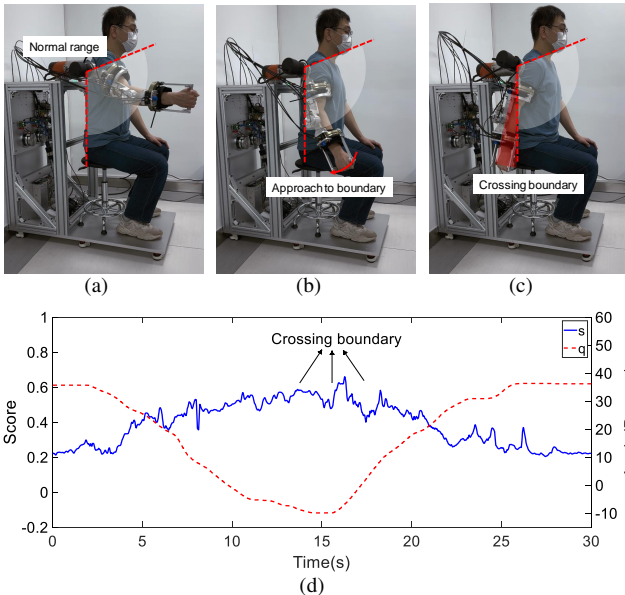 Normal range
Approach to boundary
Crossing boundary
(a)
(b)
(c)
Crossing boundary
s
q
1
0.8
0.6
0.4
0.2
0
-0.2
Score
60
50
40
30
20
10
0
-10
0
5
10
15
20
25
30
Time(s)
(d)